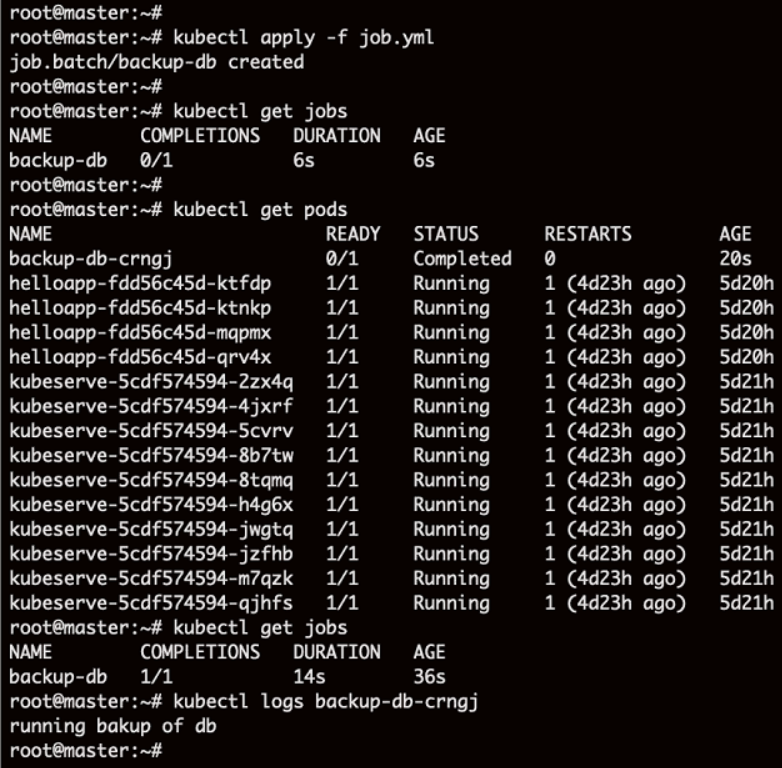 root@master:~#
root@master:~# kubectl apply -f job.yml
job.batch/backup-db created
root@master:~#
root@master:~# kubectl get jobs
NAME COMPLETIONS DURATION AGE
backup-db 0/1 6s 6s
root@master:~#
root@master:~# kubectl get pods
NAME READY STATUS RESTARTS AGE
backup-db-crngj 0/1 Completed 0 20s
helloapp-fdd56c45d-ktfdp 1/1 Running 1 (4d23h ago) 5d20h
helloapp-fdd56c45d-ktnkp 1/1 Running 1 (4d23h ago) 5d20h
helloapp-fdd56c45d-mqpmx 1/1 Running 1 (4d23h ago) 5d20h
helloapp-fdd56c45d-qrv4x 1/1 Running 1 (4d23h ago) 5d20h
kubeserve-5cdf574594-2zx4q 1/1 Running 1 (4d23h ago) 5d21h
kubeserve-5cdf574594-4jxrf 1/1 Running 1 (4d23h ago) 5d21h
kubeserve-5cdf574594-5cvrv 1/1 Running 1 (4d23h ago) 5d21h
kubeserve-5cdf574594-8b7tw 1/1 Running 1 (4d23h ago) 5d21h
kubeserve-5cdf574594-8tqmq 1/1 Running 1 (4d23h ago) 5d21h
kubeserve-5cdf574594-h4g6x 1/1 Running 1 (4d23h ago) 5d21h
kubeserve-5cdf574594-jwgtq 1/1 Running 1 (4d23h ago) 5d21h
kubeserve-5cdf574594-jzfhb 1/1 Running 1 (4d23h ago) 5d21h
kubeserve-5cdf574594-m7qzk 1/1 Running 1 (4d23h ago) 5d21h
kubeserve-5cdf574594-qjhfs 1/1 Running 1 (4d23h ago) 5d21h
root@master:~# kubectl get jobs
NAME COMPLETIONS DURATION AGE
backup-db 1/1 14s 36s
root@master:~# kubectl logs backup-db-crngj
running bakup of db
root@master:~#